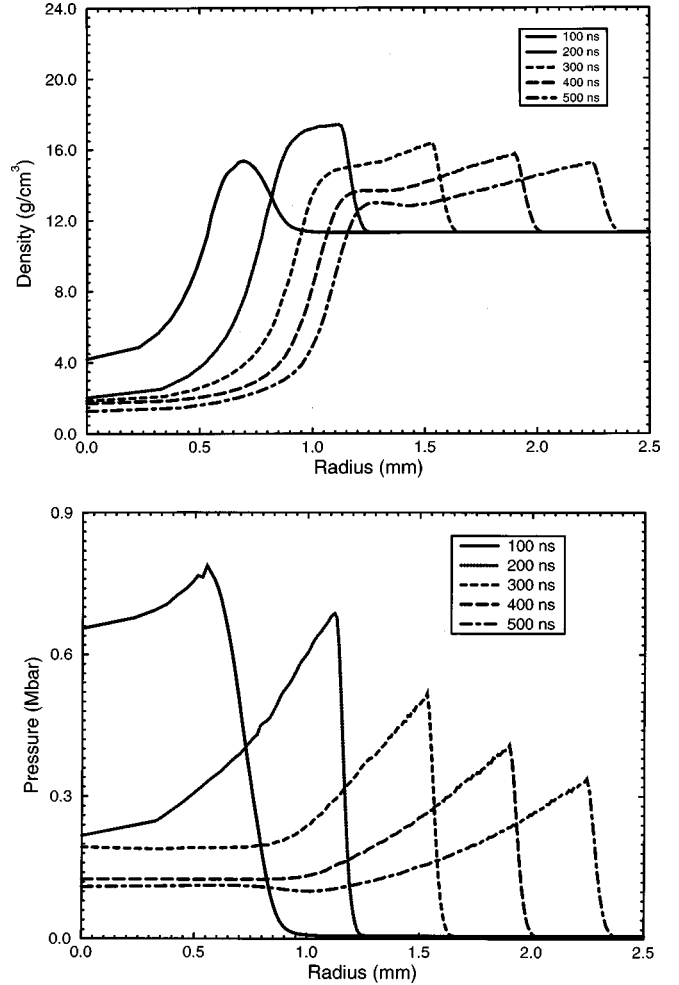 24.0
20.0
16.0
12.0
8.0
4.0
0.0
Density (g/cm³)
100 ns
200 ns
300 ns
400 ns
500 ns
0.0 0.5 1.0 1.5 2.0 2.5
Radius (mm)
0.9
0.6
0.3
0.0
Pressure (Mbar)
100 ns
200 ns
300 ns
400 ns
500 ns
0.0 0.5 1.0 1.5 2.0 2.5
Radius (mm)